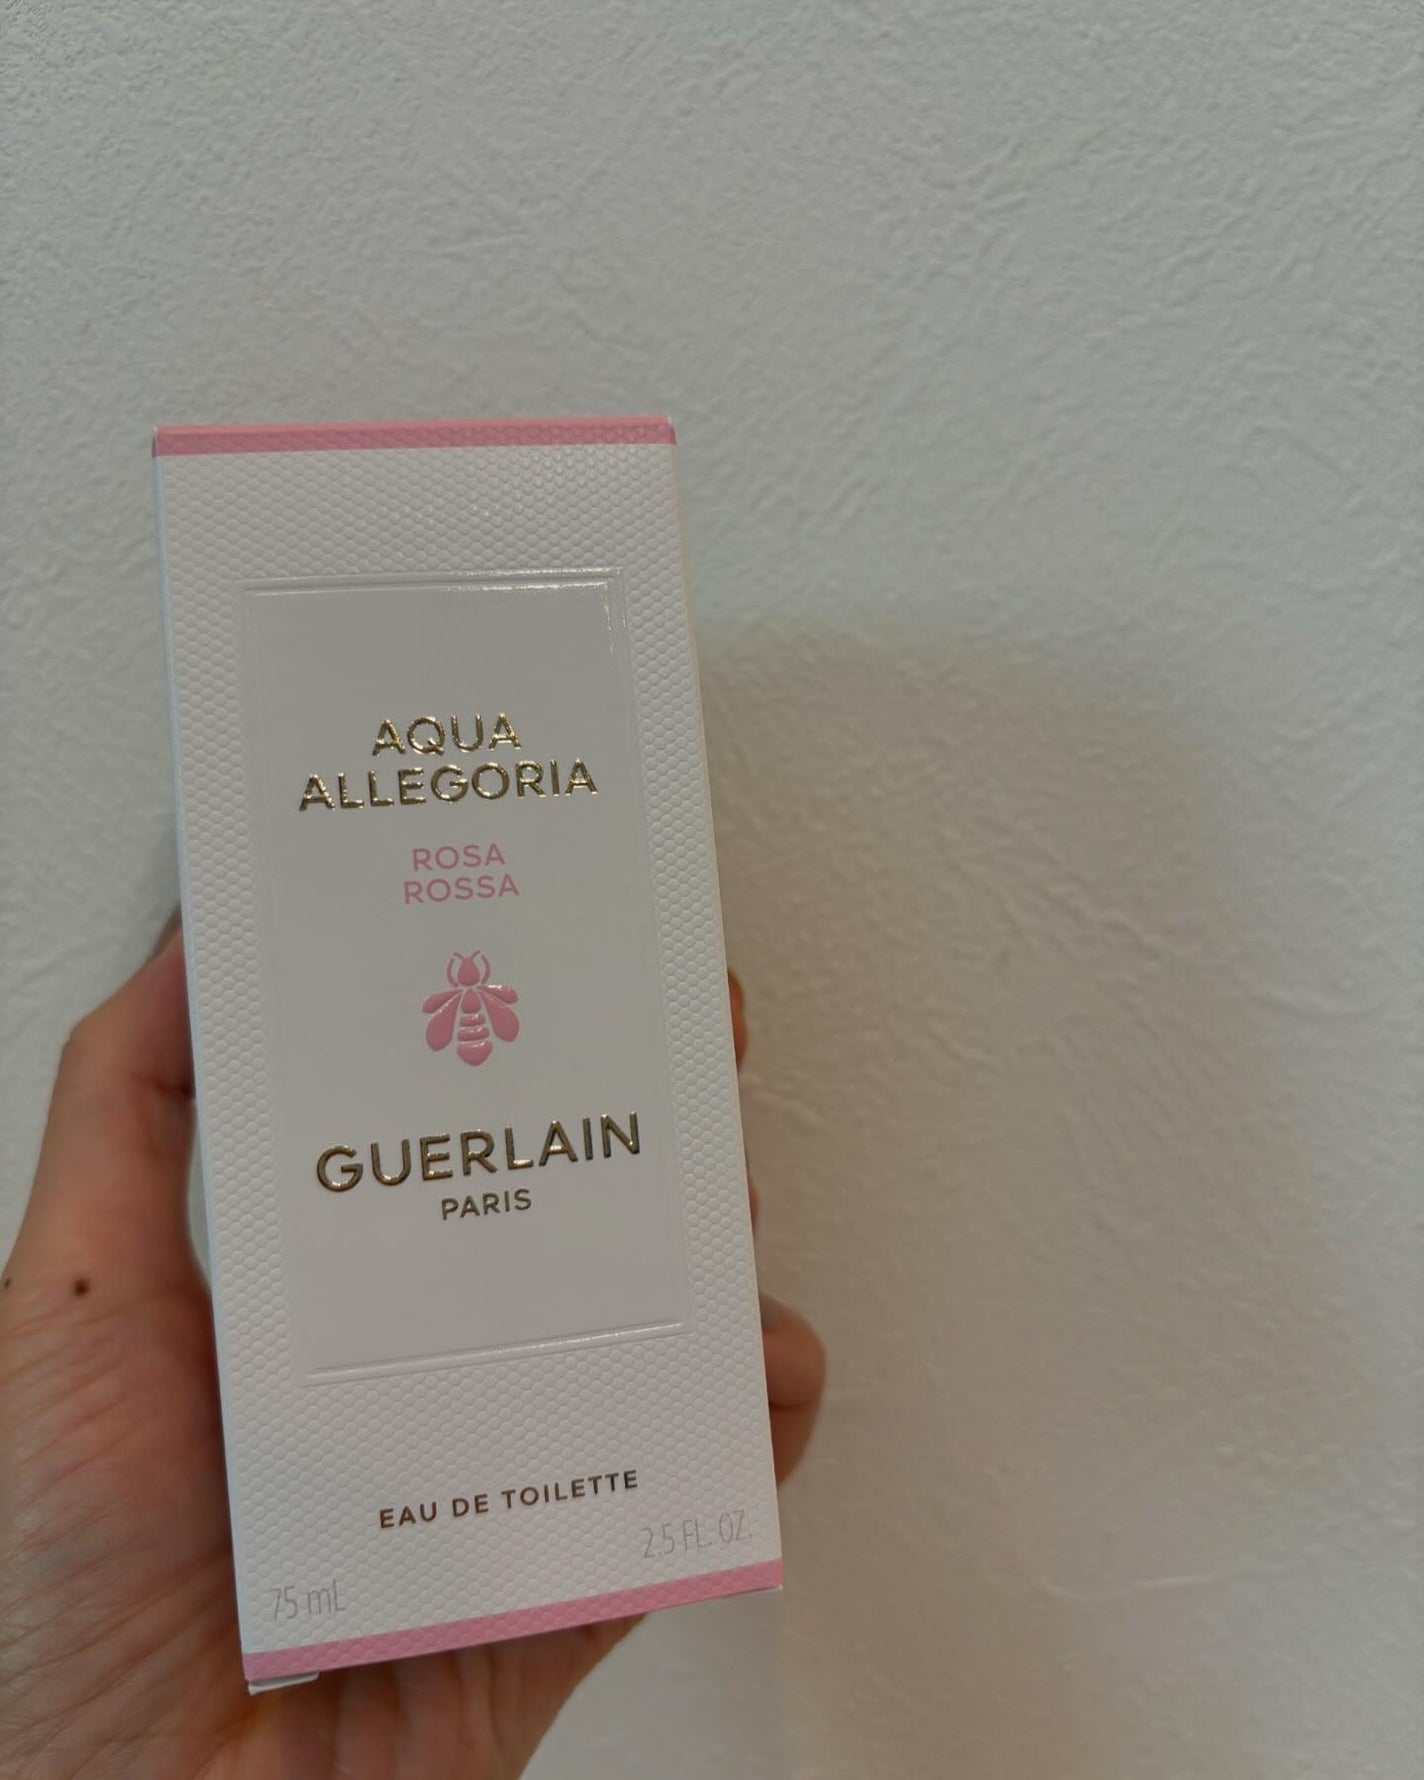 AQUA
ALLEGORIA
ROSA
ROSSA
GUERLAIN
PARIS
EAU DE TOILETTE
2.5 FL. OZ.
75 mL